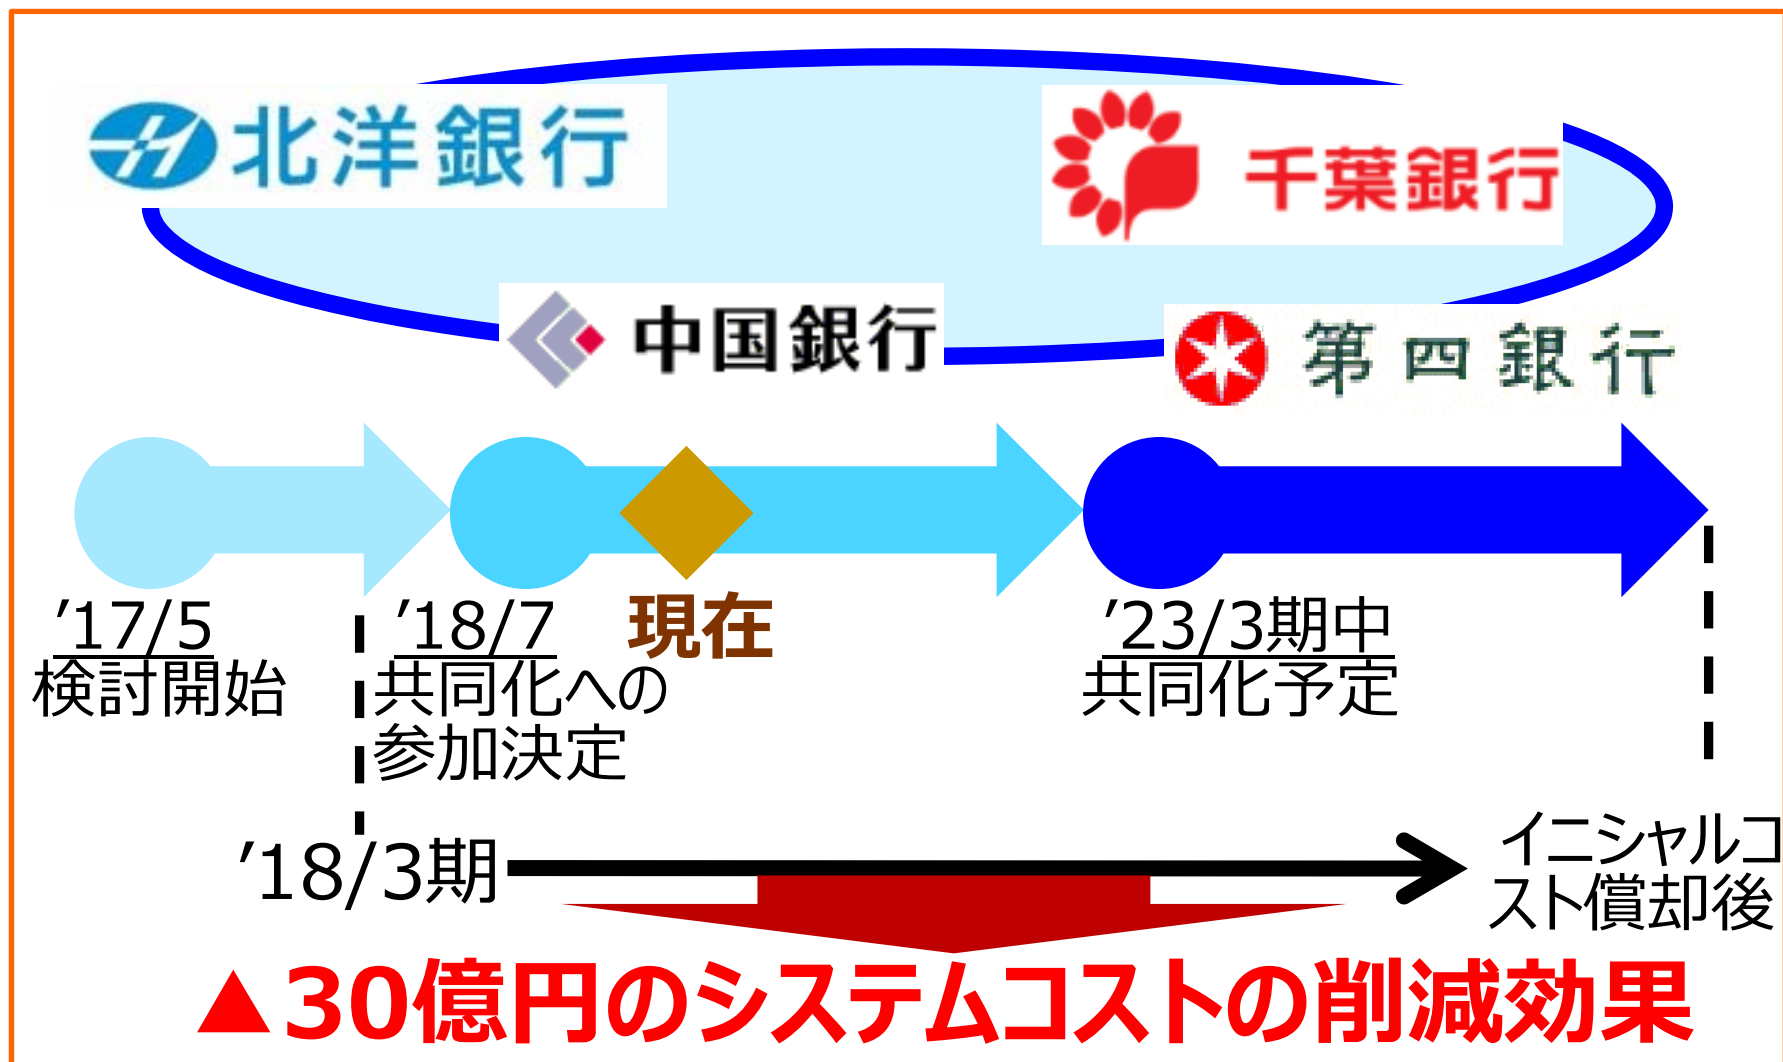 北洋銀行
千葉銀行
中国銀行
第四銀行
’17/5
検討開始
’18/7
共同化への
参加決定
現在
’23/3期中
共同化予定
’18/3期
イニシャルコ
スト償却後
▲30億円のシステムコストの削減効果